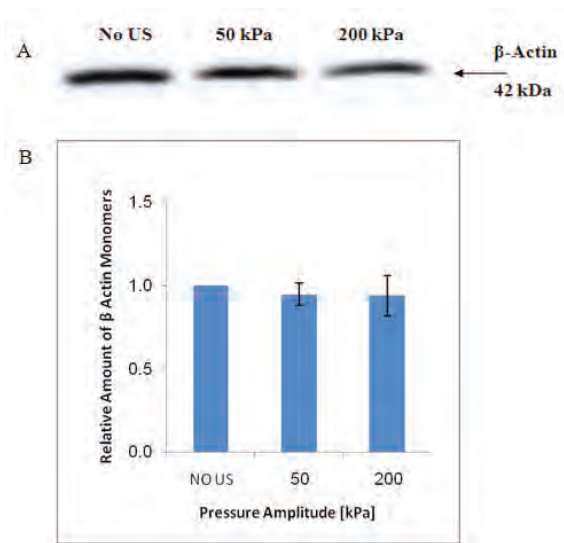 A
No US 50 kPa 200 kPa
β-Actin
42 kDa
B
Relative Amount of β Actin Monomers
1.5
1.0
0.5
0.0
NO US 50 200
Pressure Amplitude [kPa]